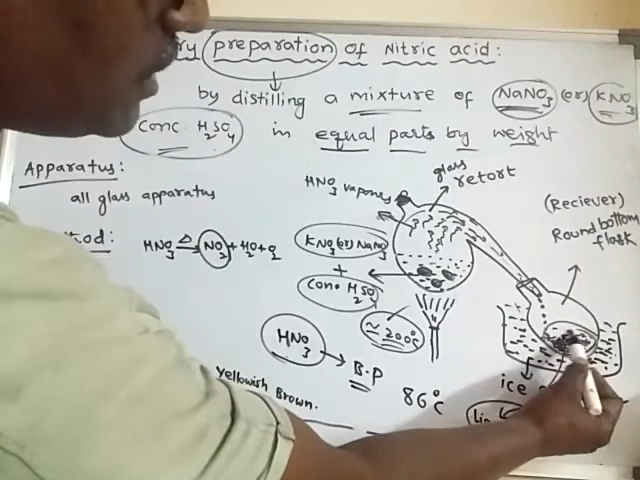 preparation of Nitric acid:
by distilling a mixture of NaNO3 (or) KNO3
Conc. H2SO4 in equal parts by weight
Apparatus:
all glass apparatus
HNO3 →Δ NO2 + H2O + O2
glass
retort
HNO3 vapones
KNO3 (or) NaNO3
+
Conc H2SO4
≈ 200°C
(Reciever)
Round bottom
flask
HNO3 → B.P
86°C
Yellowish Brown.
ice